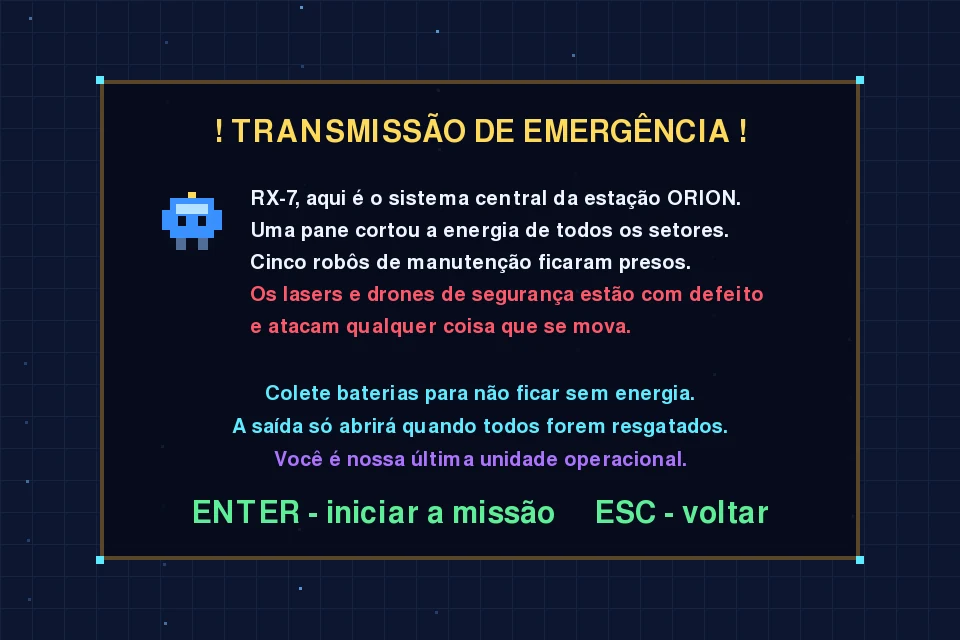 ! TRANSMISSÃO DE EMERGÊNCIA !
RX-7, aqui é o sistema central da estação ORION.
Uma pane cortou a energia de todos os setores.
Cinco robôs de manutenção ficaram presos.
Os lasers e drones de segurança estão com defeito
e atacam qualquer coisa que se mova.
Colete baterias para não ficar sem energia.
A saída só abrirá quando todos forem resgatados.
Você é nossa última unidade operacional.
ENTER - iniciar a missão ESC - voltar